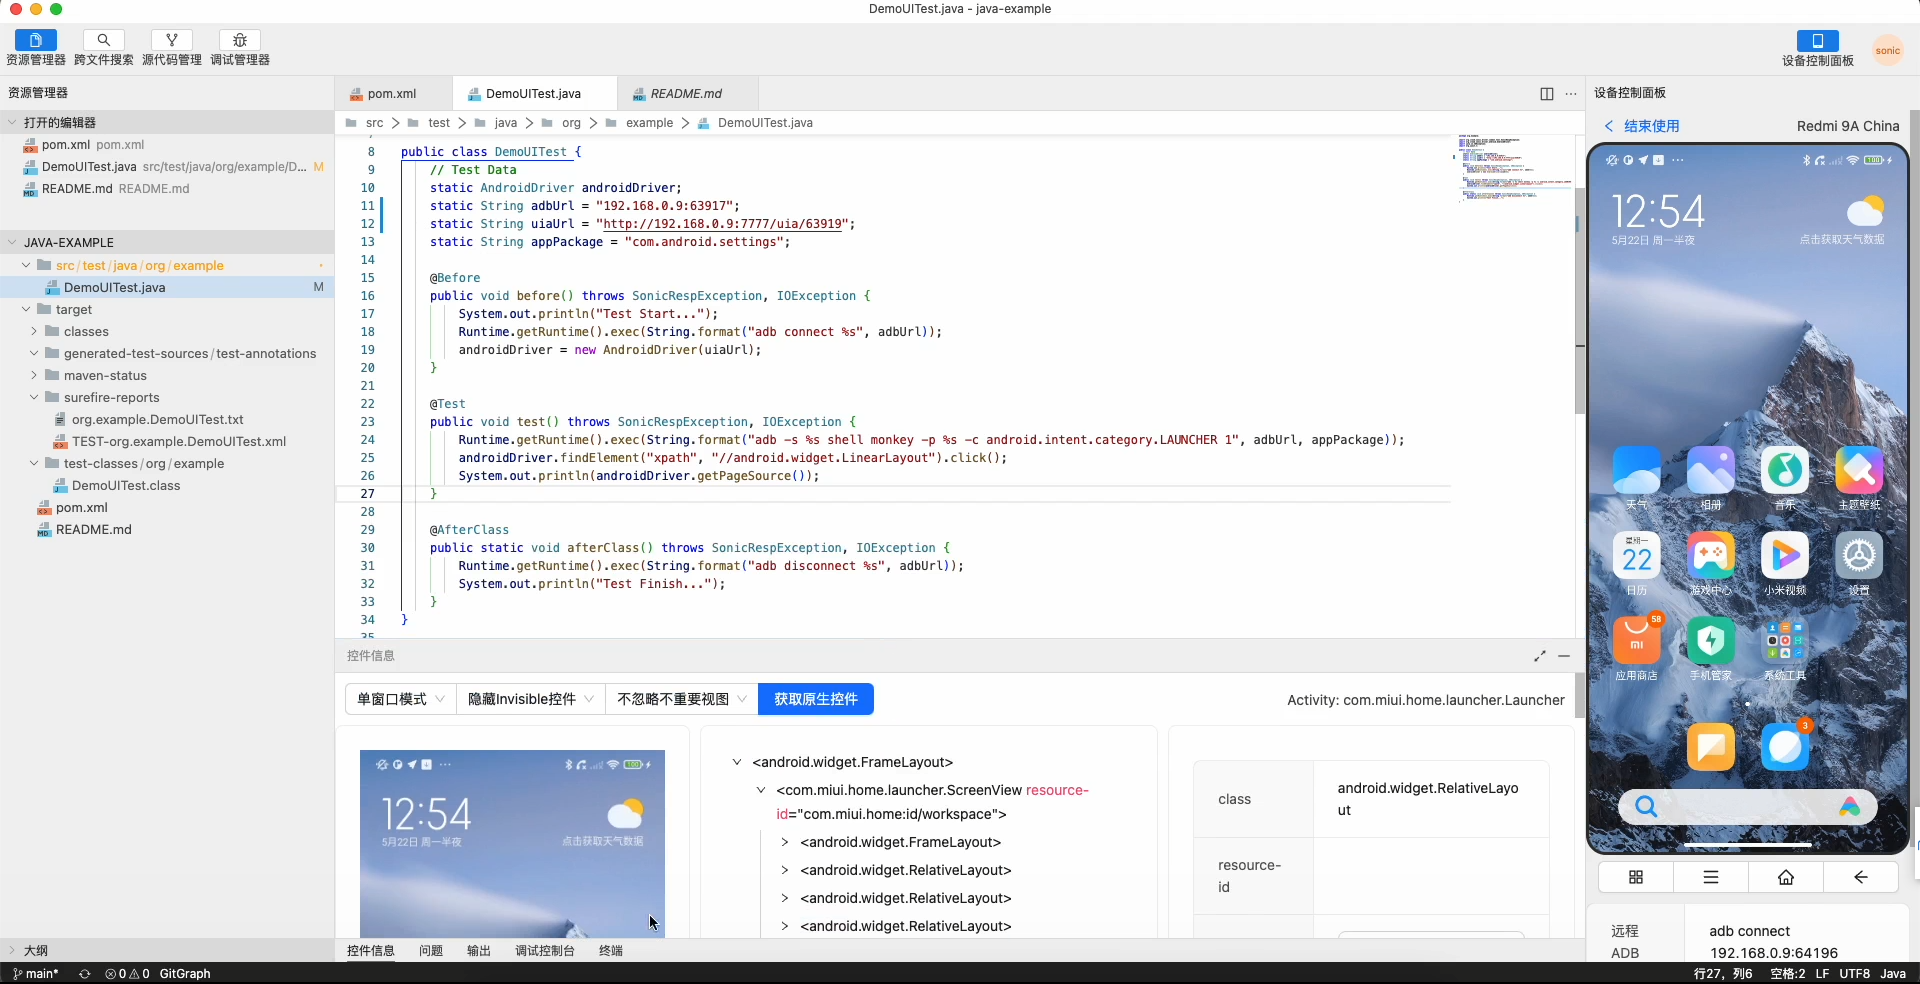 DemoUITest.java - java-example
资源管理器
跨文件搜索
源代码管理
调试管理器
设备控制面板
sonic
资源管理器
打开的编辑器
pom.xml pom.xml
DemoUITest.java src/test/java/org/example/D... M
README.md README.md
JAVA-EXAMPLE
src/test/java/org/example
DemoUITest.java M
target
classes
generated-test-sources/test-annotations
maven-status
surefire-reports
org.example.DemoUITest.txt
TEST-org.example.DemoUITest.xml
test-classes/org/example
DemoUITest.class
pom.xml
README.md
大纲
pom.xml
DemoUITest.java
README.md
src > test > java > org > example > DemoUITest.java
8 public class DemoUITest {
9 // Test Data
10 static AndroidDriver androidDriver;
11 static String adbUrl = "192.168.0.9:63917";
12 static String uiaUrl = "http://192.168.0.9:7777/uia/63919";
13 static String appPackage = "com.android.settings";
14
15 @Before
16 public void before() throws SonicRespException, IOException {
17 System.out.println("Test Start...");
18 Runtime.getRuntime().exec(String.format("adb connect %s", adbUrl));
19 androidDriver = new AndroidDriver(uiaUrl);
20 }
21
22 @Test
23 public void test() throws SonicRespException, IOException {
24 Runtime.getRuntime().exec(String.format("adb -s %s shell monkey -p %s -c android.intent.category.LAUNCHER 1", adbUrl, appPackage));
25 androidDriver.findElement("xpath", "//android.widget.LinearLayout").click();
26 System.out.println(androidDriver.getPageSource());
27 }
28
29 @AfterClass
30 public static void afterClass() throws SonicRespException, IOException {
31 Runtime.getRuntime().exec(String.format("adb disconnect %s", adbUrl));
32 System.out.println("Test Finish...");
33 }
34 }
35
控件信息
单窗口模式
隐藏Invisible控件
不忽略不重要视图
获取原生控件
Activity: com.miui.home.launcher.Launcher
12:54
5月22日 周一半夜
点击获取天气数据
<android.widget.FrameLayout>
<com.miui.home.launcher.ScreenView resource-
id="com.miui.home:id/workspace">
<android.widget.FrameLayout>
<android.widget.RelativeLayout>
<android.widget.RelativeLayout>
<android.widget.RelativeLayout>
class
android.widget.RelativeLayo
ut
resource-
id
控件信息
问题
输出
调试控制台
终端
设备控制面板
结束使用
Redmi 9A China
100
12:54
5月22日 周一半夜
点击获取天气数据
天气
相册
音乐
主题壁纸
星期一
22
日历
游戏中心
小米视频
设置
58
mi
应用商店
手机管家
系统工具
3
远程
ADB
adb connect
192.168.0.9:64196
main*
0
0
GitGraph
行27，列6
空格:2
LF
UTF8
Java